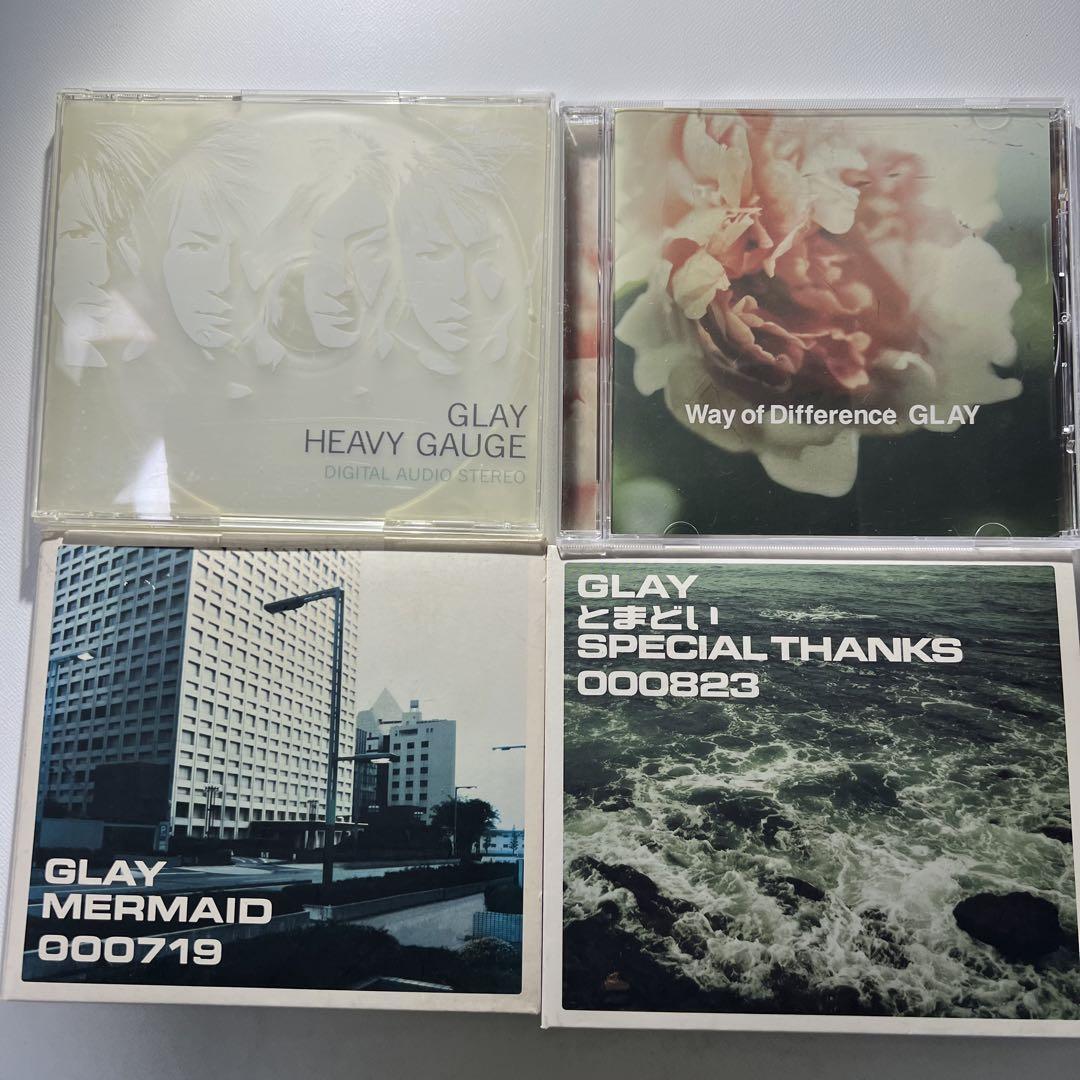 GLAY
HEAVY GAUGE
DIGITAL AUDIO STEREO
Way of Difference GLAY
GLAY
MERMAID
000719
GLAY
とまどい
SPECIAL THANKS
000823